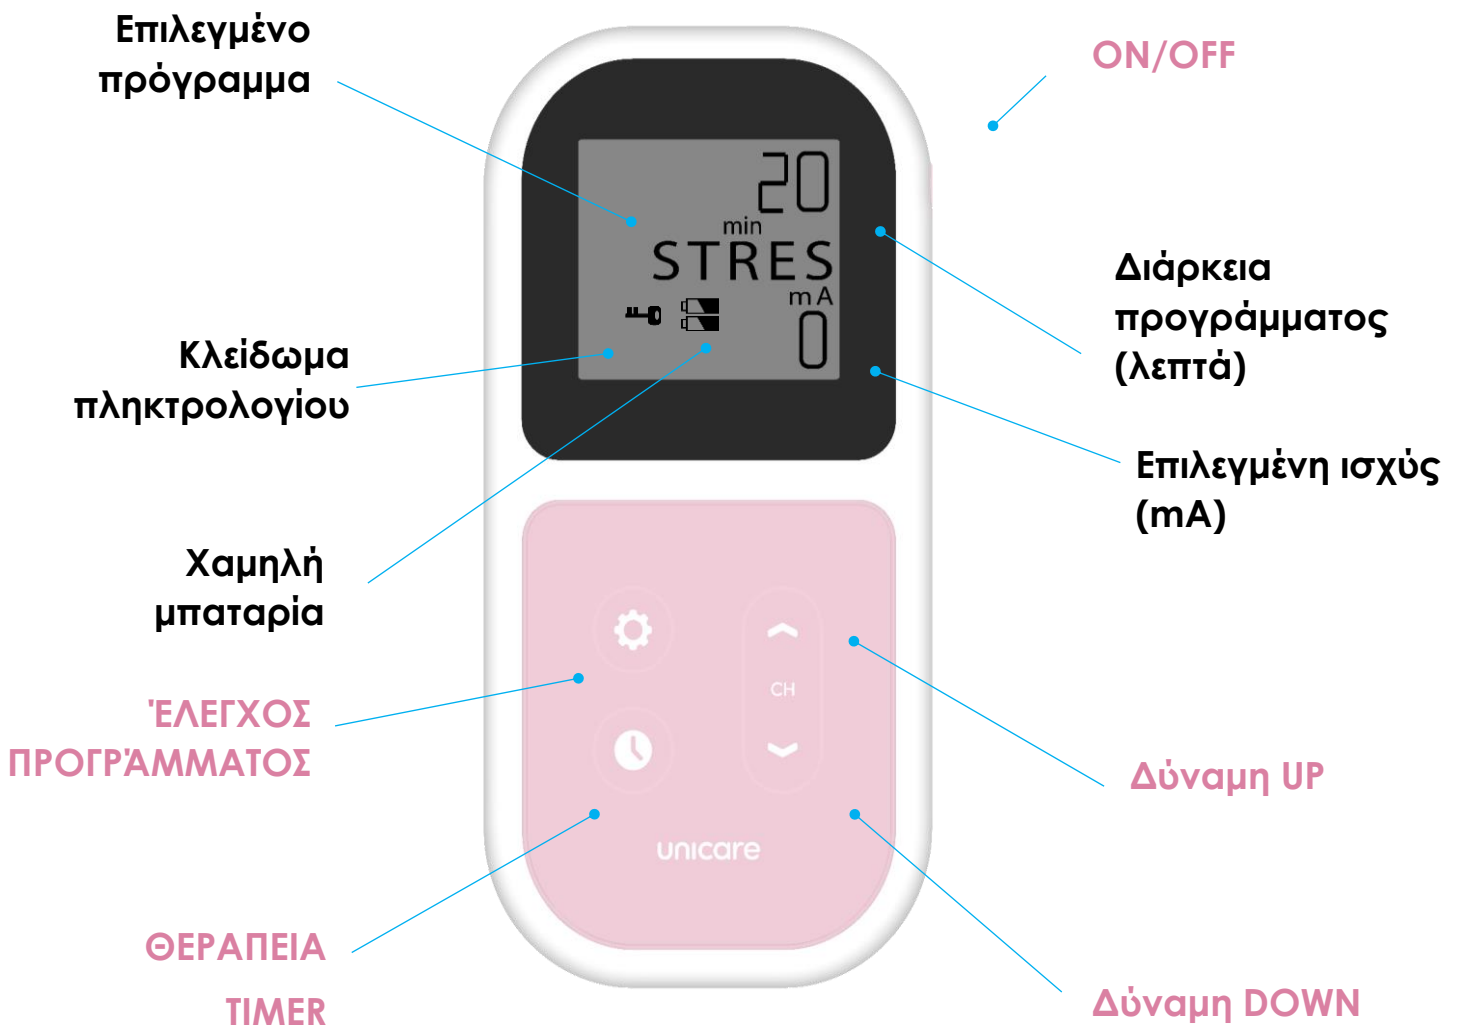 Επιλεγμένο
πρόγραμμα
ON/OFF
20
min
STRES
mA
0
Διάρκεια
προγράμματος
(λεπτά)
Κλείδωμα
πληκτρολογίου
Επιλεγμένη ισχύς
(mA)
Χαμηλή
μπαταρία
CH
ΈΛΕΓΧΟΣ
ΠΡΟΓΡΆΜΜΑΤΟΣ
Δύναμη UP
unicare
ΘΕΡΑΠΕΙΑ
TIMER
Δύναμη DOWN